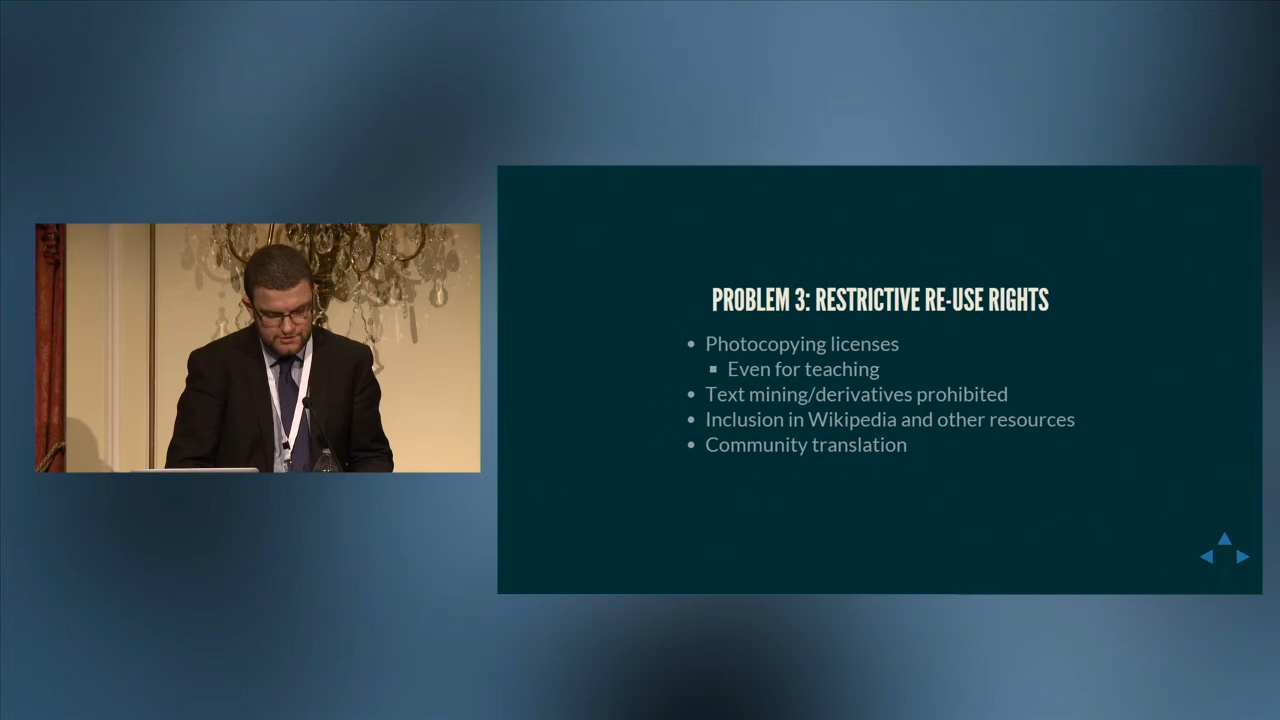 PROBLEM 3: RESTRICTIVE RE-USE RIGHTS
Photocopying licenses
Even for teaching
Text mining/derivatives prohibited
Inclusion in Wikipedia and other resources
Community translation